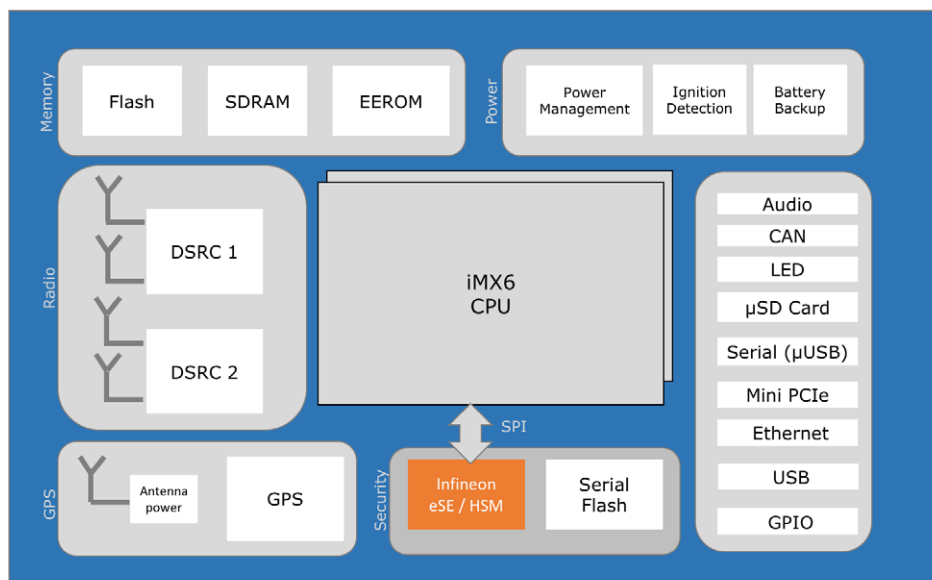 Memory
Flash
SDRAM
EEROM
Power
Power
Management
Ignition
Detection
Battery
Backup
Radio
DSRC 1
DSRC 2
iMX6
CPU
Audio
CAN
LED
µSD Card
Serial (µUSB)
Mini PCIe
Ethernet
USB
GPIO
SPI
GPS
Antenna
power
GPS
Security
Infineon
eSE / HSM
Serial
Flash